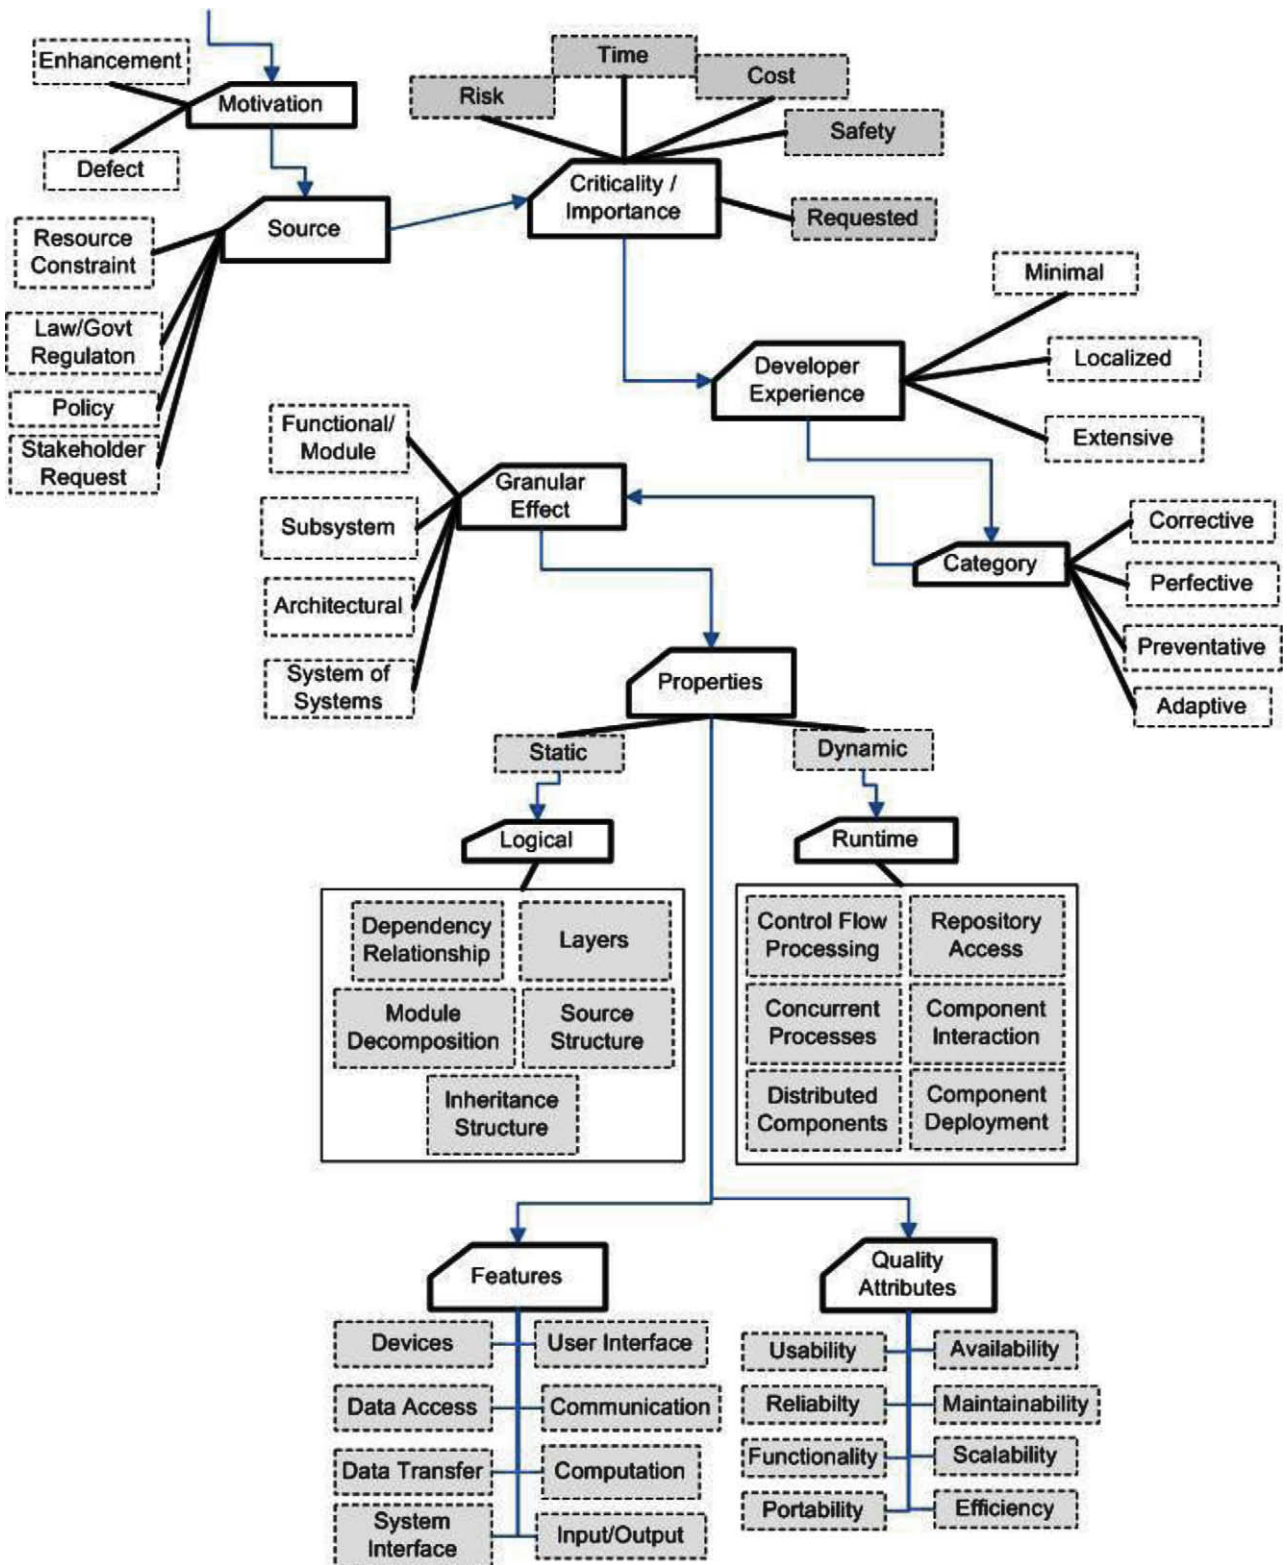 Enhancement
Motivation
Defect
Time
Risk
Cost
Safety
Criticality /
Importance
Requested
Source
Resource
Constraint
Law/Govt
Regulaton
Policy
Stakeholder
Request
Minimal
Developer
Experience
Localized
Extensive
Functional/
Module
Granular
Effect
Subsystem
Architectural
System of
Systems
Category
Corrective
Perfective
Preventative
Adaptive
Properties
Static
Dynamic
Logical
Runtime
Dependency
Relationship
Layers
Module
Decomposition
Source
Structure
Inheritance
Structure
Control Flow
Processing
Repository
Access
Concurrent
Processes
Component
Interaction
Distributed
Components
Component
Deployment
Features
Quality
Attributes
Devices
User Interface
Data Access
Communication
Data Transfer
Computation
System
Interface
Input/Output
Usability
Availability
Reliabilty
Maintainability
Functionality
Scalability
Portability
Efficiency